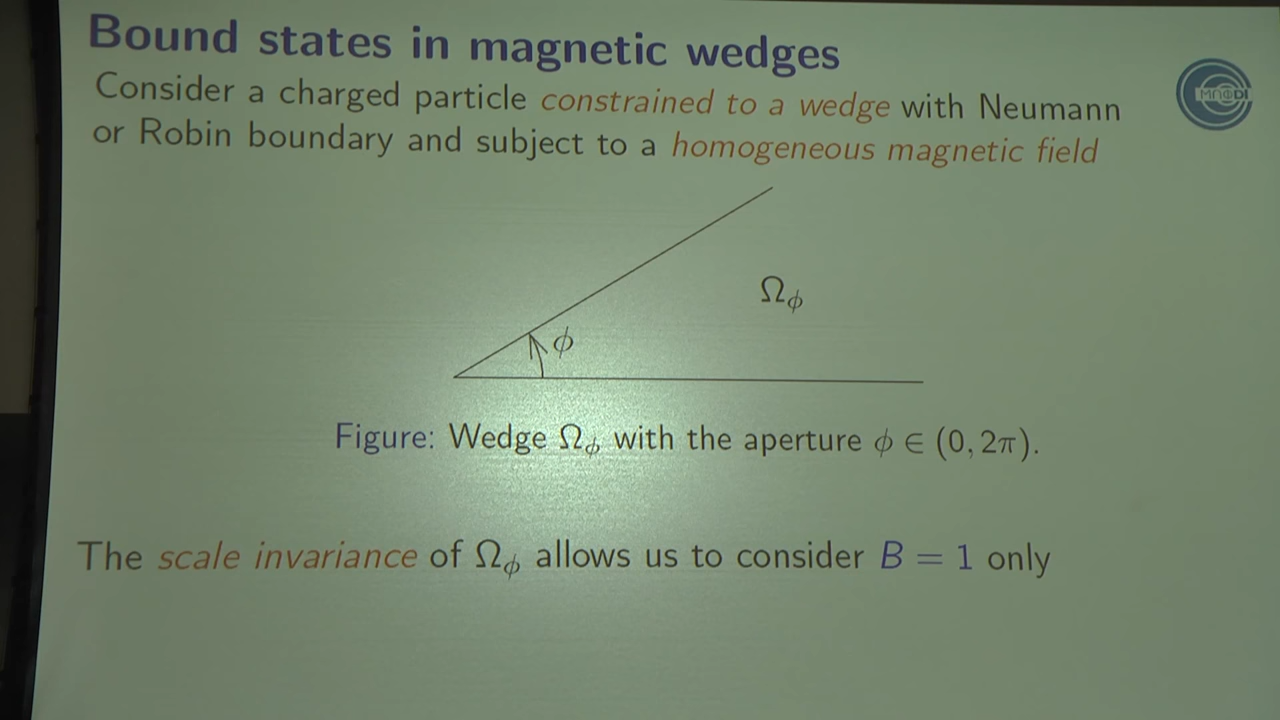 Bound states in magnetic wedges
Consider a charged particle constrained to a wedge with Neumann
or Robin boundary and subject to a homogeneous magnetic field
Ω_ϕ
ϕ
Figure: Wedge Ω_ϕ with the aperture ϕ ∈ (0, 2π).
The scale invariance of Ω_ϕ allows us to consider B = 1 only